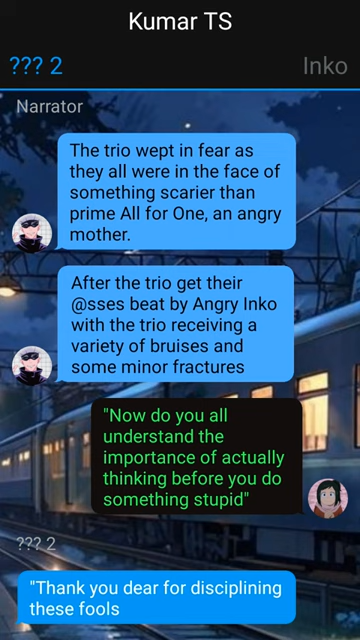 Kumar TS
??? 2
Inko
Narrator
The trio wept in fear as
they all were in the face of
something scarier than
prime All for One, an angry
mother.
After the trio get their
@sses beat by Angry Inko
with the trio receiving a
variety of bruises and
some minor fractures
"Now do you all
understand the
importance of actually
thinking before you do
something stupid"
??? 2
"Thank you dear for disciplining
these fools